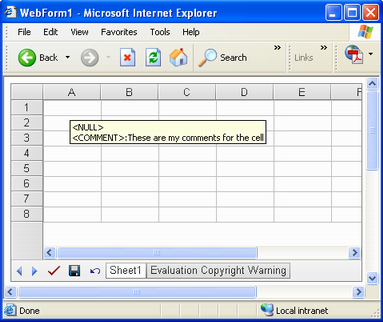 WebForm1 - Microsoft Internet Explorer
File Edit View Favorites Tools Help
Back Search Links
A B C D E F
1
2
<NULL>
3
<COMMENT>:These are my comments for the cell
4
5
6
7
8
Sheet1 Evaluation Copyright Warning
Done Local intranet